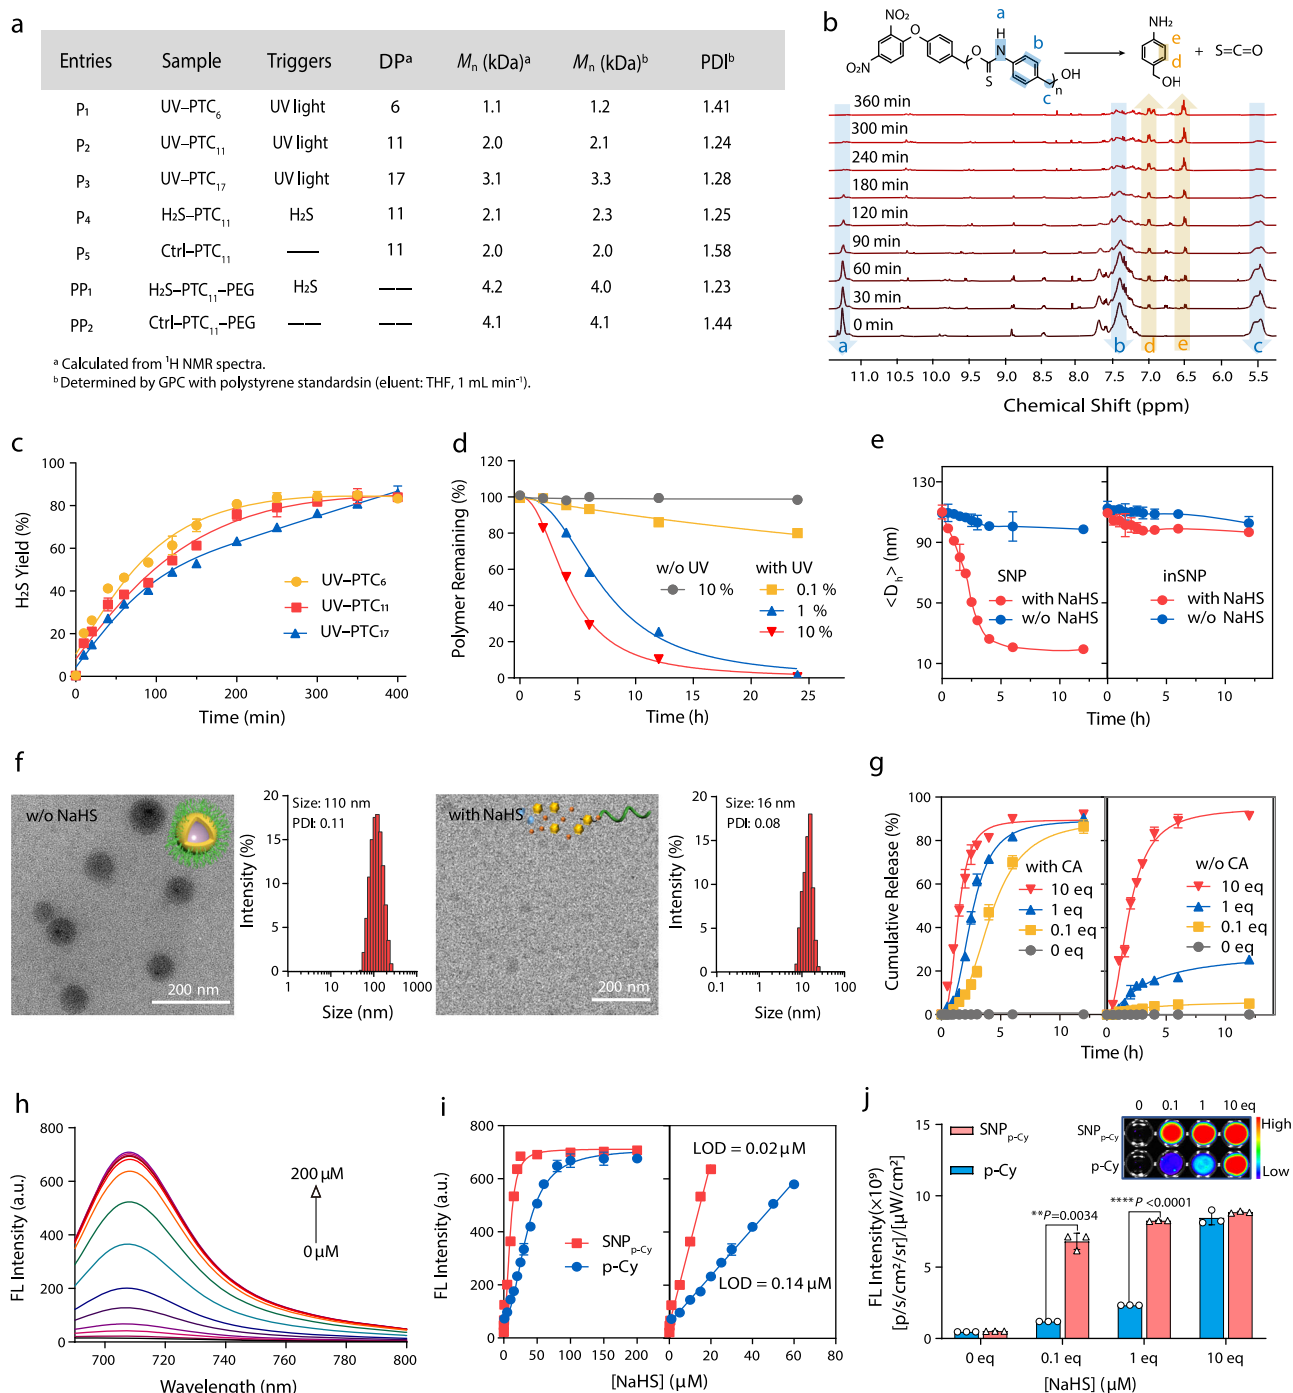 a
Entries Sample Triggers DPᵃ Mₙ (kDa)ᵃ Mₙ (kDa)ᵇ PDIᵇ
P₁ UV–PTC₆ UV light 6 1.1 1.2 1.41
P₂ UV–PTC₁₁ UV light 11 2.0 2.1 1.24
P₃ UV–PTC₁₇ UV light 17 3.1 3.3 1.28
P₄ H₂S–PTC₁₁ H₂S 11 2.1 2.3 1.25
P₅ Ctrl–PTC₁₁ —— 11 2.0 2.0 1.58
PP₁ H₂S–PTC₁₁–PEG H₂S —— 4.2 4.0 1.23
PP₂ Ctrl–PTC₁₁–PEG —— —— 4.1 4.1 1.44
ᵃ Calculated from ¹H NMR spectra.
ᵇ Determined by GPC with polystyrene standardsin (eluent: THF, 1 mL min⁻¹).
b
NO₂
O₂N
O
O
S
a
H
N
b
c
OH
n
NH₂
e
d
OH
+ S=C=O
360 min
300 min
240 min
180 min
120 min
90 min
60 min
30 min
0 min
a b d e c
11.0 10.5 10.0 9.5 9.0 8.5 8.0 7.5 7.0 6.5 6.0 5.5
Chemical Shift (ppm)
c
H₂S Yield (%)
100
80
60
40
20
0
0 100 200 300 400
Time (min)
UV–PTC₆
UV–PTC₁₁
UV–PTC₁₇
d
Polymer Remaining (%)
120
100
80
60
40
20
0
0 5 10 15 20 25
Time (h)
w/o UV with UV
10 % 0.1 %
1 %
10 %
e
<Dₕ> (nm)
130
90
50
10
0 5 10 0 5 10
Time (h)
SNP
with NaHS
w/o NaHS
inSNP
with NaHS
w/o NaHS
f
w/o NaHS
200 nm
Intensity (%)
20
15
10
5
0
Size: 110 nm
PDI: 0.11
1 10 100 1000
Size (nm)
with NaHS
200 nm
Intensity (%)
20
15
10
5
0
Size: 16 nm
PDI: 0.08
0.1 1 10 100
Size (nm)
g
Cumulative Release (%)
100
80
60
40
20
0
0 5 10 0 5 10
Time (h)
with CA
10 eq
1 eq
0.1 eq
0 eq
w/o CA
10 eq
1 eq
0.1 eq
0 eq
h
FL Intensity (a.u.)
800
600
400
200
0
700 720 740 760 780 800
Wavelength (nm)
200 μM
0 μM
i
FL Intensity (a.u.)
800
600
400
200
0
0 50 100 150 200 0 20 40 60 80
[NaHS] (μM)
SNPₚ₋Cy
p-Cy
LOD = 0.02 μM
LOD = 0.14 μM
j
FL Intensity(×10⁹)
[p/s/cm²/sr]/[μW/cm²]
15
10
5
0
SNPₚ₋Cy
p-Cy
0 0.1 1 10 eq
SNPₚ₋Cy
p-Cy
High
Low
**P=0.0034
****P <0.0001
0 eq 0.1 eq 1 eq 10 eq
[NaHS] (μM)